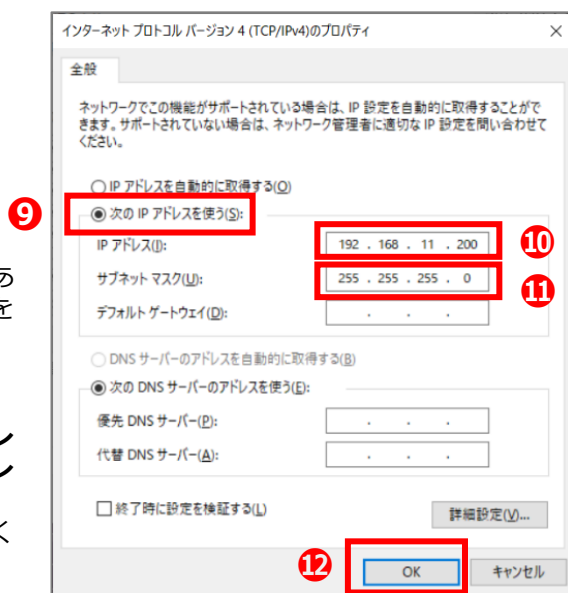 インターネット プロトコル バージョン 4 (TCP/IPv4)のプロパティ
全般
ネットワークでこの機能がサポートされている場合は、IP 設定を自動的に取得することがで
きます。サポートされていない場合は、ネットワーク管理者に適切な IP 設定を問い合わせて
ください。
IP アドレスを自動的に取得する(O)
❾
次の IP アドレスを使う(S):
IP アドレス(I): 192 . 168 . 11 . 200 ❿
サブネット マスク(U): 255 . 255 . 255 . 0 ⓫
デフォルト ゲートウェイ(D): . . .
DNS サーバーのアドレスを自動的に取得する(B)
次の DNS サーバーのアドレスを使う(E):
優先 DNS サーバー(P): . . .
代替 DNS サーバー(A): . . .
終了時に設定を検証する(L)
詳細設定(V)...
⓬ OK キャンセル
を
く